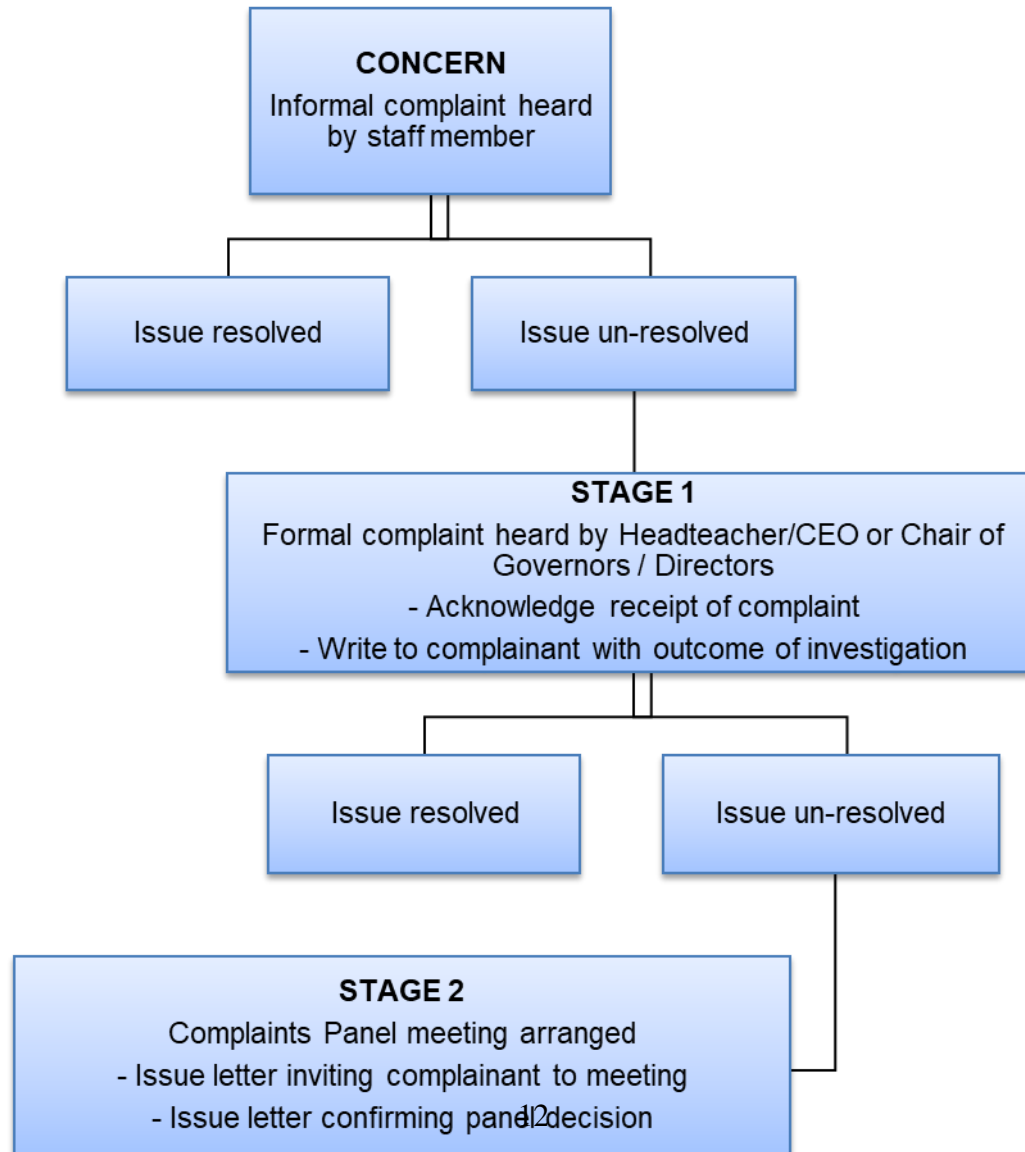 CONCERN
Informal complaint heard
by staff member
Issue resolved
Issue un-resolved
STAGE 1
Formal complaint heard by Headteacher/CEO or Chair of
Governors / Directors
- Acknowledge receipt of complaint
- Write to complainant with outcome of investigation
Issue resolved
Issue un-resolved
STAGE 2
Complaints Panel meeting arranged
- Issue letter inviting complainant to meeting
- Issue letter confirming panel decision
12